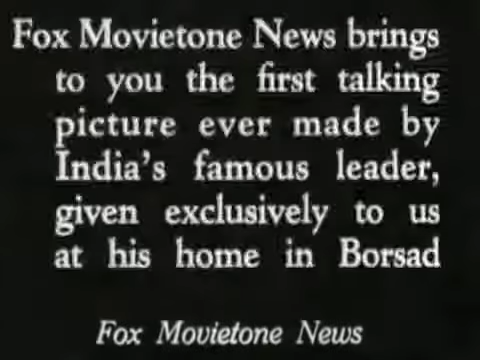 Fox Movietone News brings
to you the first talking
picture ever made by
India's famous leader,
given exclusively to us
at his home in Borsad
Fox Movietone News